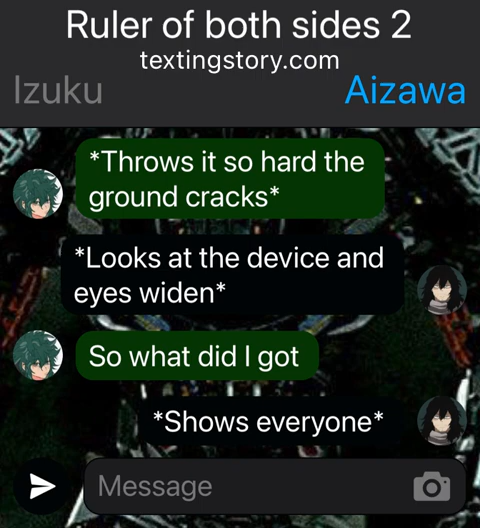 Ruler of both sides 2
textingstory.com
Izuku Aizawa
*Throws it so hard the
ground cracks*
*Looks at the device and
eyes widen*
So what did I got
*Shows everyone*
Message